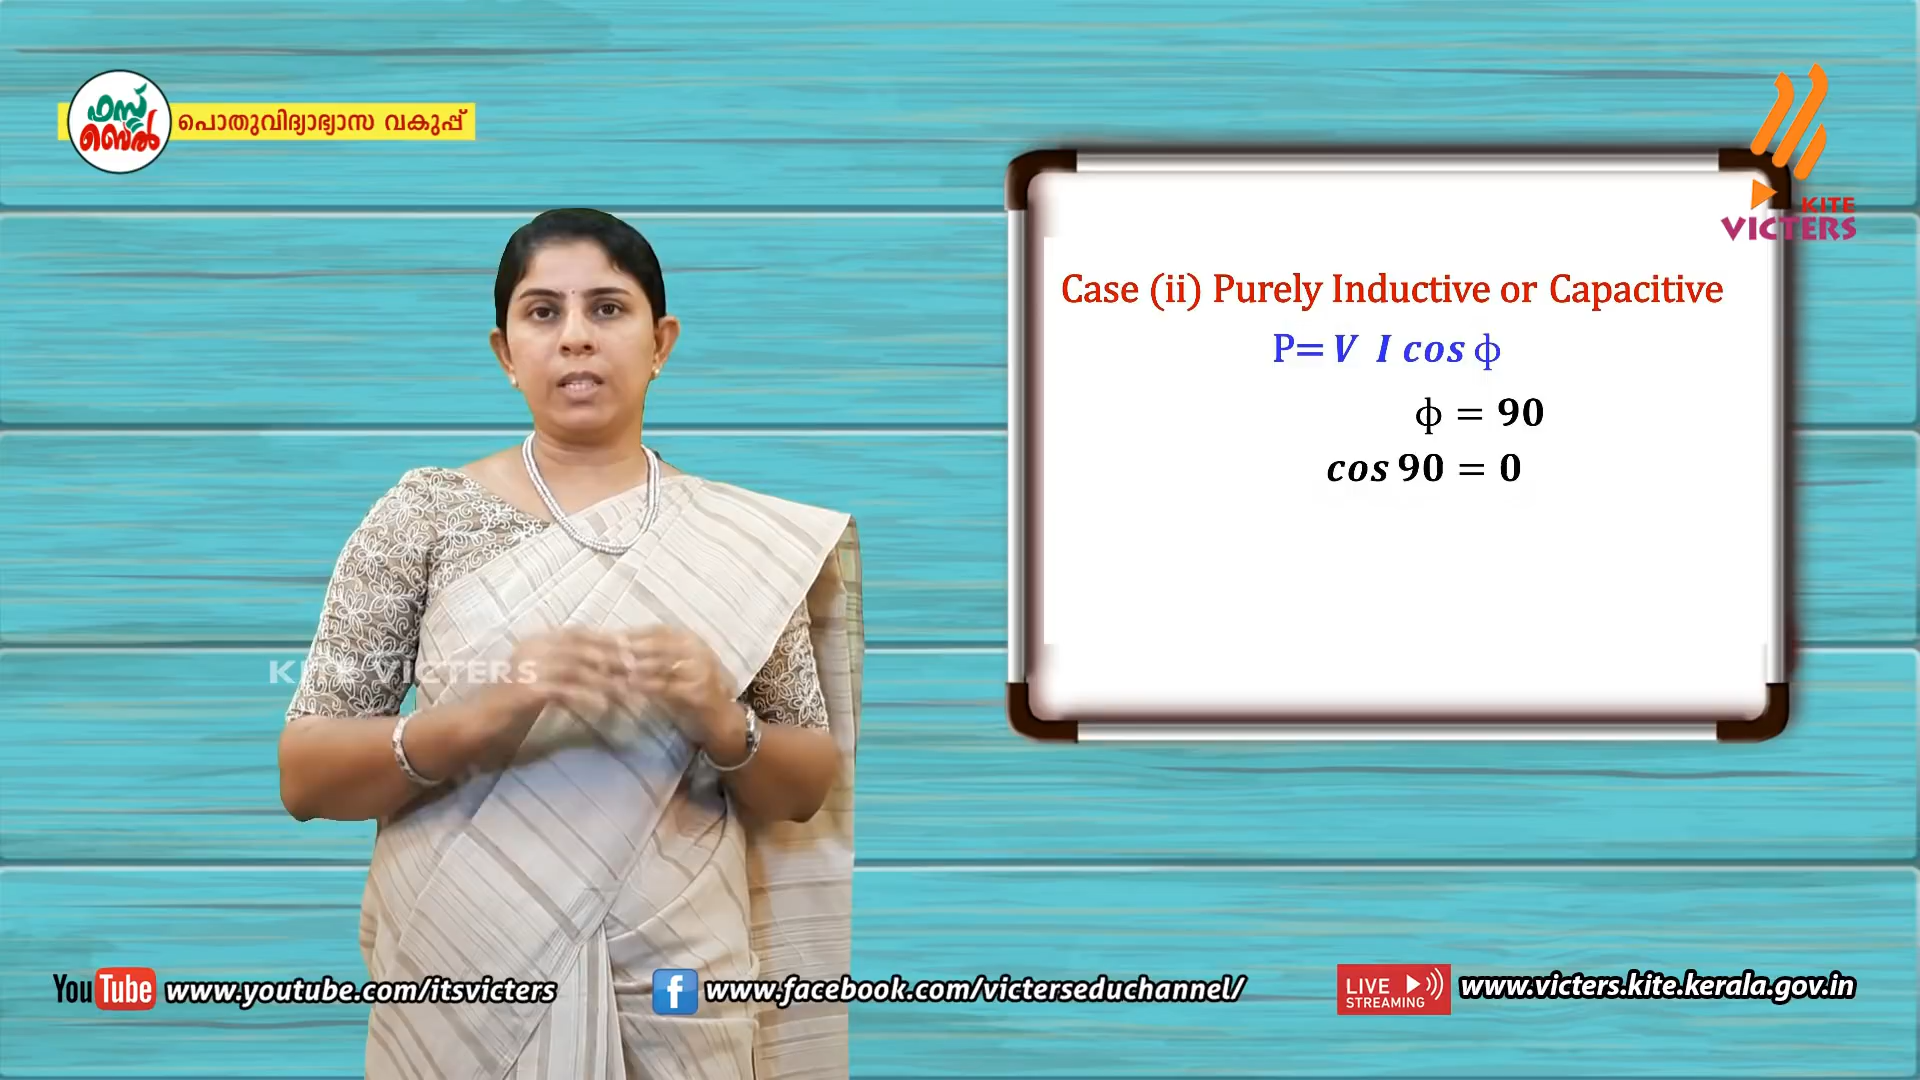 ഫസ്റ്റ്
ബെൽ
പൊതുവിദ്യാഭ്യാസ വകുപ്പ്
KITE
VICTERS
Case (ii) Purely Inductive or Capacitive
P= V I cos ϕ
ϕ = 90
cos 90 = 0
KITE VICTERS
YouTube www.youtube.com/itsvicters
f www.facebook.com/victerseduchannel/
LIVE STREAMING www.victers.kite.kerala.gov.in